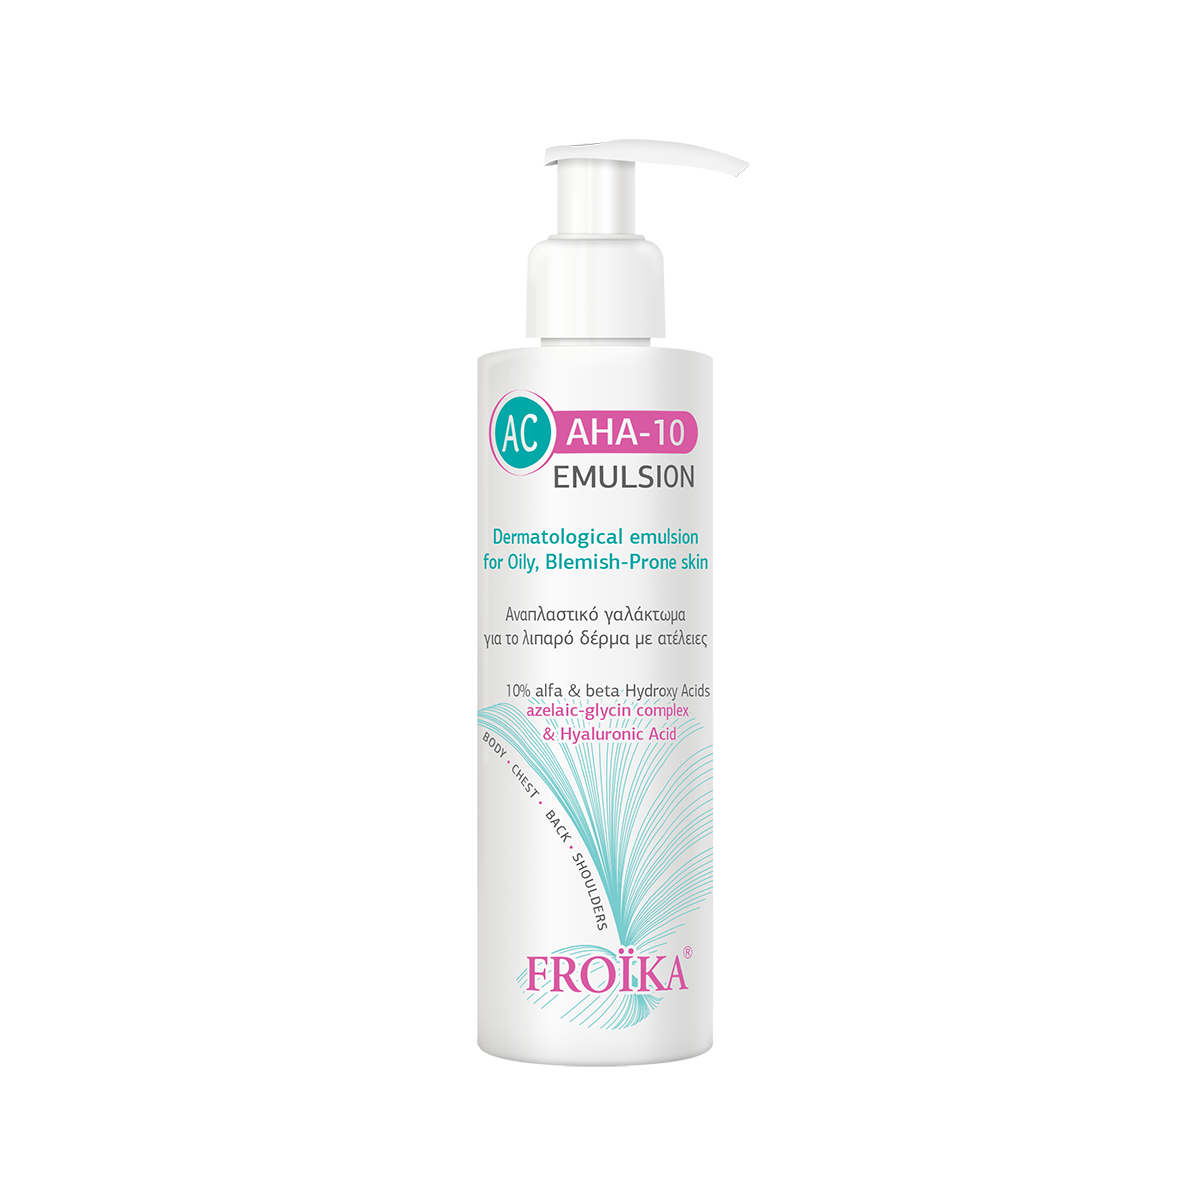 AC AHA-10
EMULSION
Dermatological emulsion
for Oily, Blemish-Prone skin
Αναπλαστικό γαλάκτωμα
για το λιπαρό δέρμα με ατέλειες
10% alfa & beta Hydroxy Acids
azelaic-glycin complex
& Hyaluronic Acid
BODY • CHEST • BACK • SHOULDERS
FROÏKA®